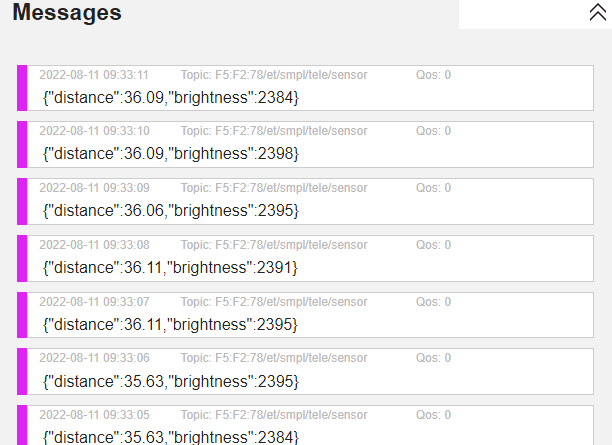 Messages
2022-08-11 09:33:11 Topic: F5:F2:78/et/smpl/tele/sensor Qos: 0
{"distance":36.09,"brightness":2384}
2022-08-11 09:33:10 Topic: F5:F2:78/et/smpl/tele/sensor Qos: 0
{"distance":36.09,"brightness":2398}
2022-08-11 09:33:09 Topic: F5:F2:78/et/smpl/tele/sensor Qos: 0
{"distance":36.06,"brightness":2395}
2022-08-11 09:33:08 Topic: F5:F2:78/et/smpl/tele/sensor Qos: 0
{"distance":36.11,"brightness":2391}
2022-08-11 09:33:07 Topic: F5:F2:78/et/smpl/tele/sensor Qos: 0
{"distance":36.11,"brightness":2395}
2022-08-11 09:33:06 Topic: F5:F2:78/et/smpl/tele/sensor Qos: 0
{"distance":35.63,"brightness":2395}
2022-08-11 09:33:05 Topic: F5:F2:78/et/smpl/tele/sensor Qos: 0
{"distance":35.63,"brightness":2384}